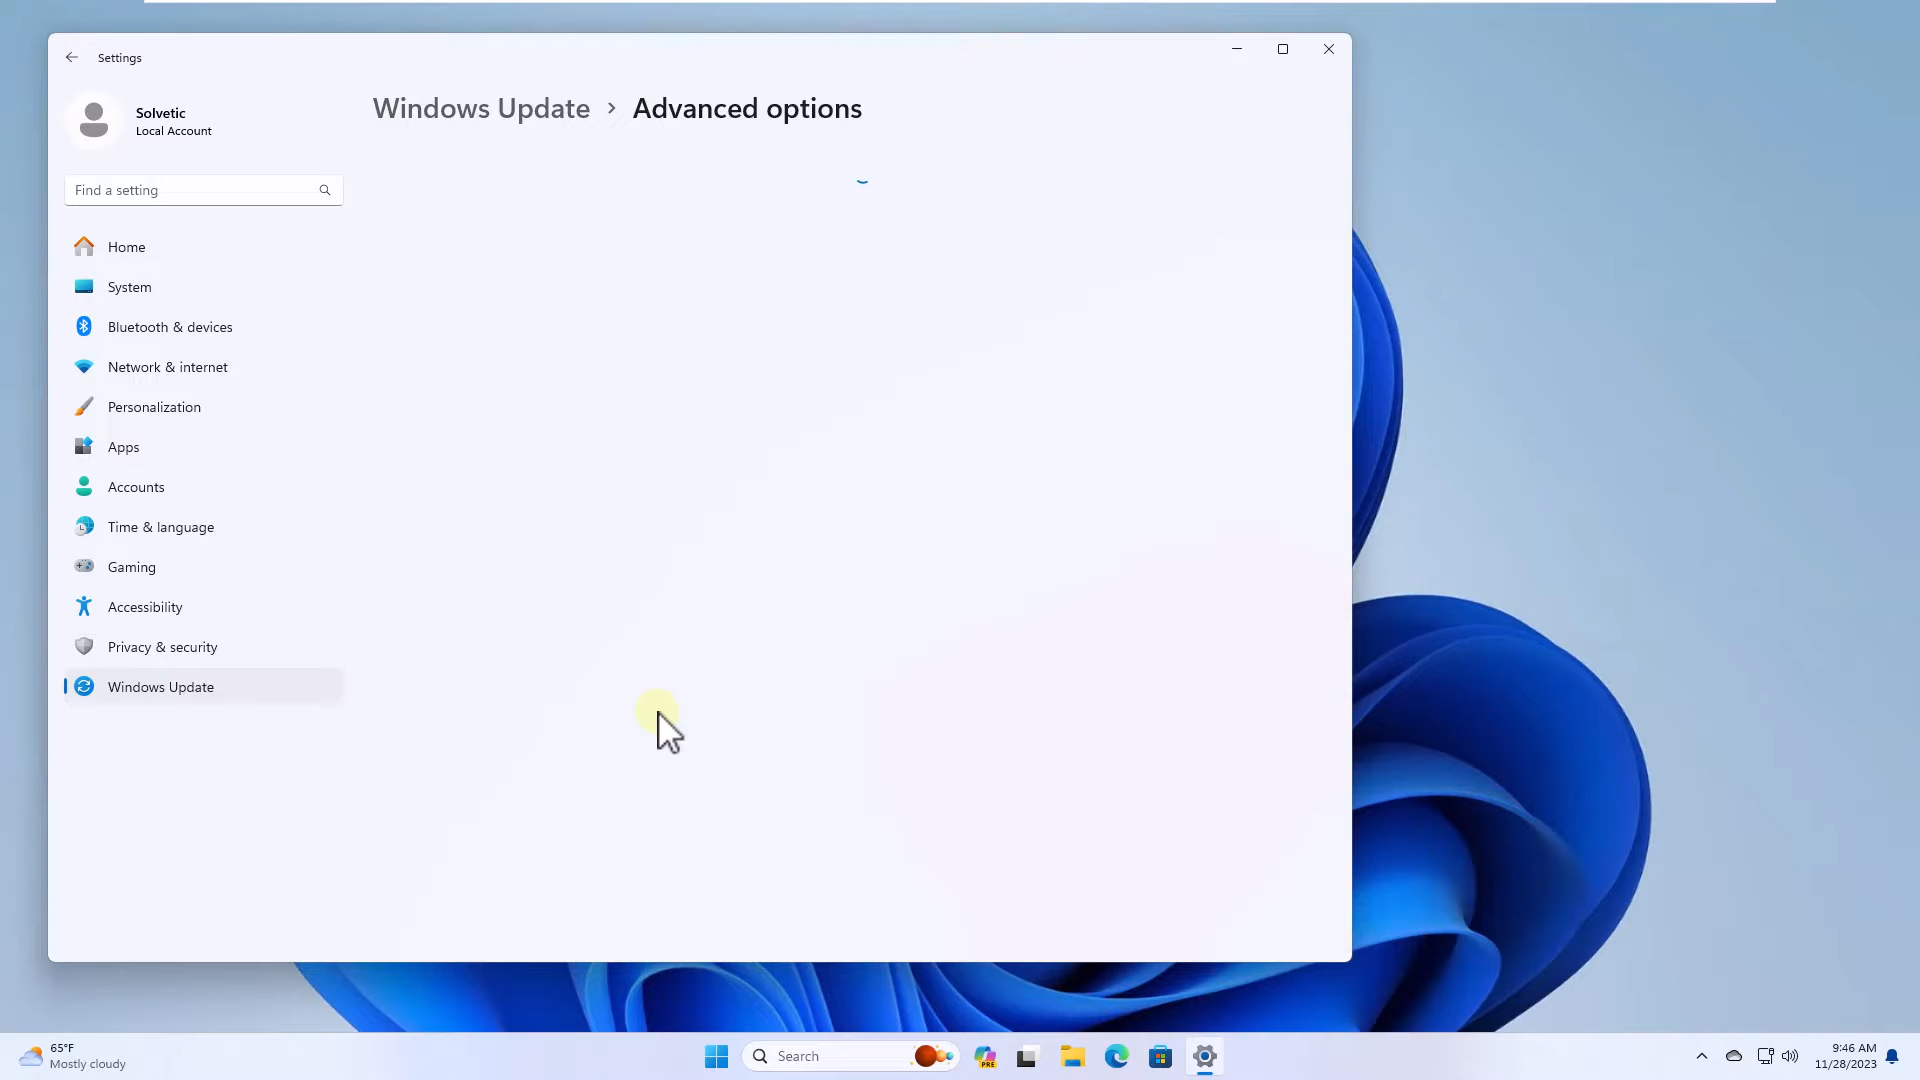 Settings
Solvetic
Local Account
Windows Update > Advanced options
Find a setting
Home
System
Bluetooth & devices
Network & internet
Personalization
Apps
Accounts
Time & language
Gaming
Accessibility
Privacy & security
Windows Update
65°F
Mostly cloudy
Search
PRE
9:46 AM
11/28/2023